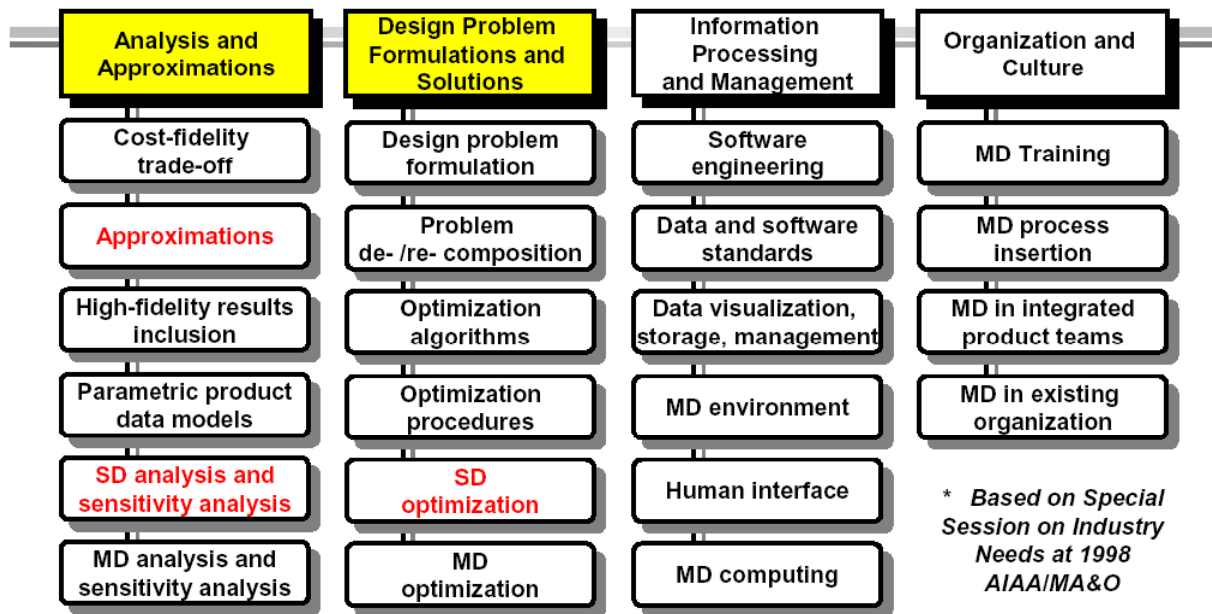 Analysis and
Approximations
Cost-fidelity
trade-off
Approximations
High-fidelity results
inclusion
Parametric product
data models
SD analysis and
sensitivity analysis
MD analysis and
sensitivity analysis
Design Problem
Formulations and
Solutions
Design problem
formulation
Problem
de- /re- composition
Optimization
algorithms
Optimization
procedures
SD
optimization
MD
optimization
Information
Processing
and Management
Software
engineering
Data and software
standards
Data visualization,
storage, management
MD environment
Human interface
MD computing
Organization and
Culture
MD Training
MD process
insertion
MD in integrated
product teams
MD in existing
organization
* Based on Special
Session on Industry
Needs at 1998
AIAA/MA&O